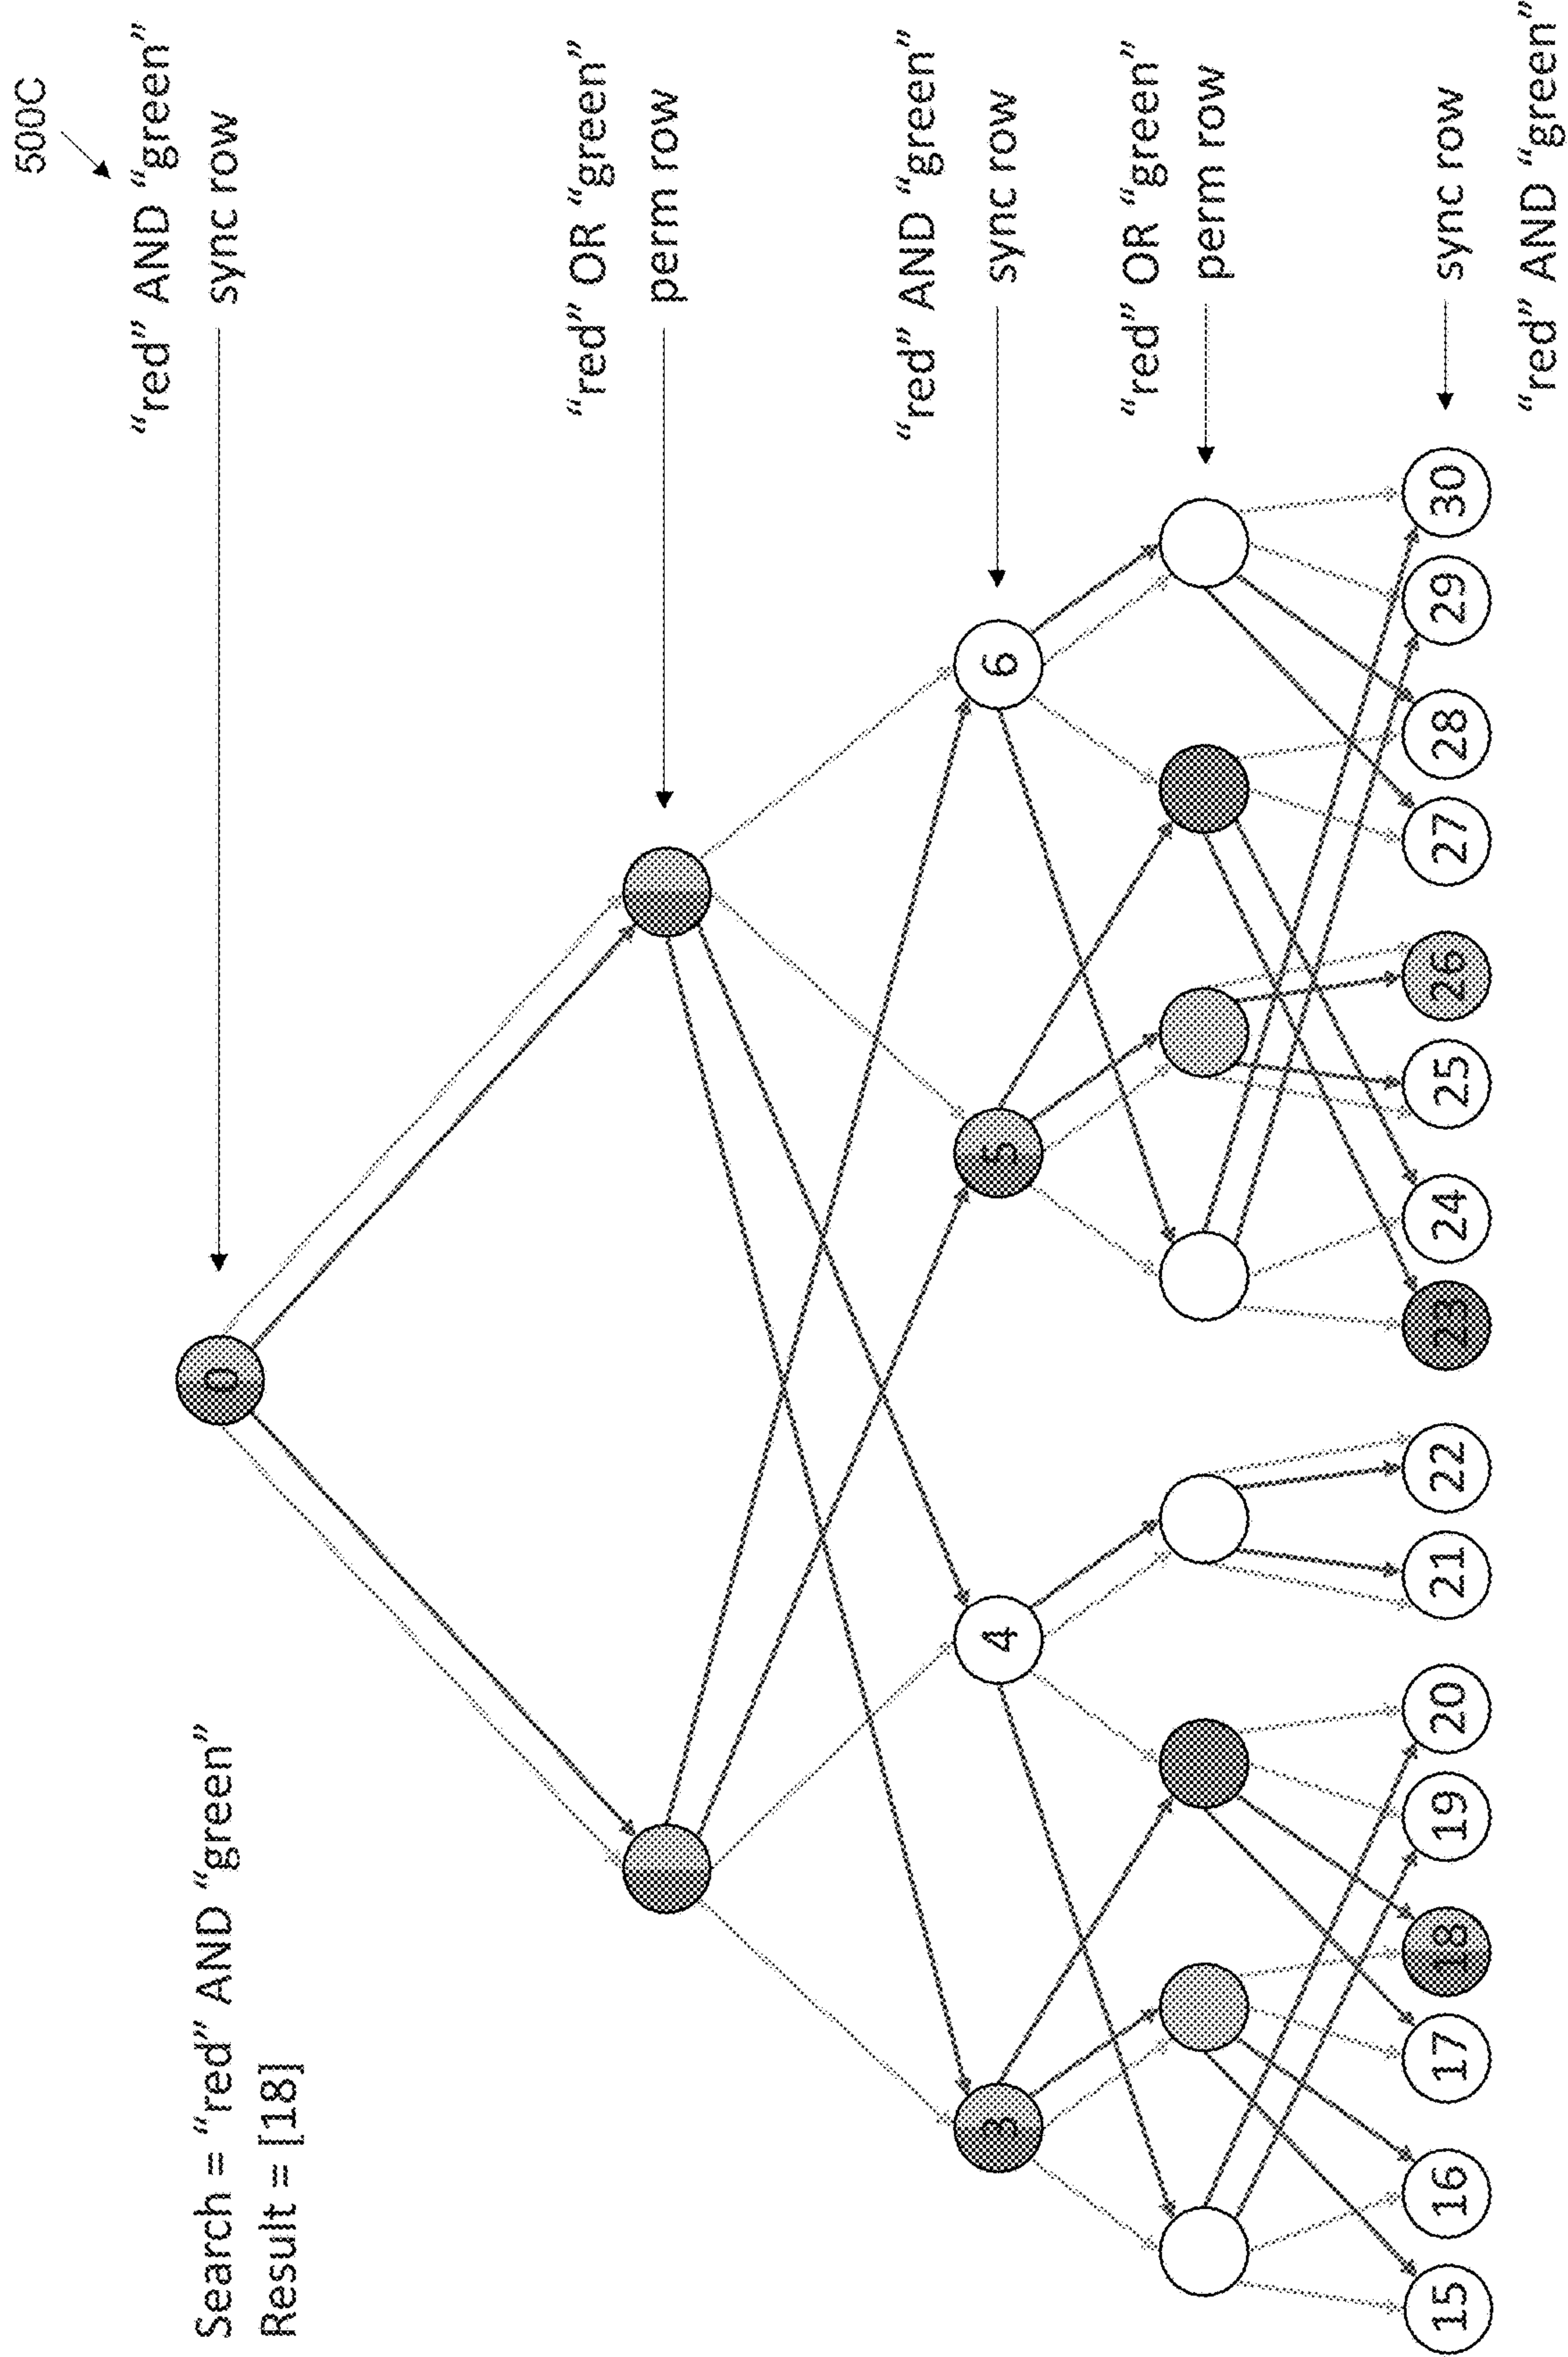 500C
Search = “red” AND “green”
Result = [18]
“red” AND “green”
sync row
0
“red” OR “green”
perm row
“red” AND “green”
sync row
3 4 5 6
“red” OR “green”
perm row
15 16 17 18 19 20 21 22 23 24 25 26 27 28 29 30
sync row
“red” AND “green”